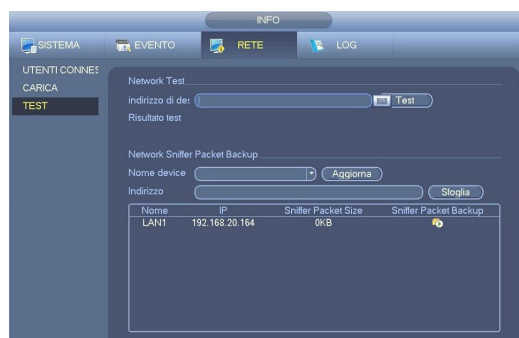 INFO
SISTEMA EVENTO RETE LOG
UTENTI CONNES
CARICA
TEST
Network Test
indirizzo di de: Test
Risultato test
Network Sniffer Packet Backup
Nome device Aggiorna
Indirizzo Sfoglia
Nome IP Sniffer Packet Size Sniffer Packet Backup
LAN1 192.168.20.164 0KB